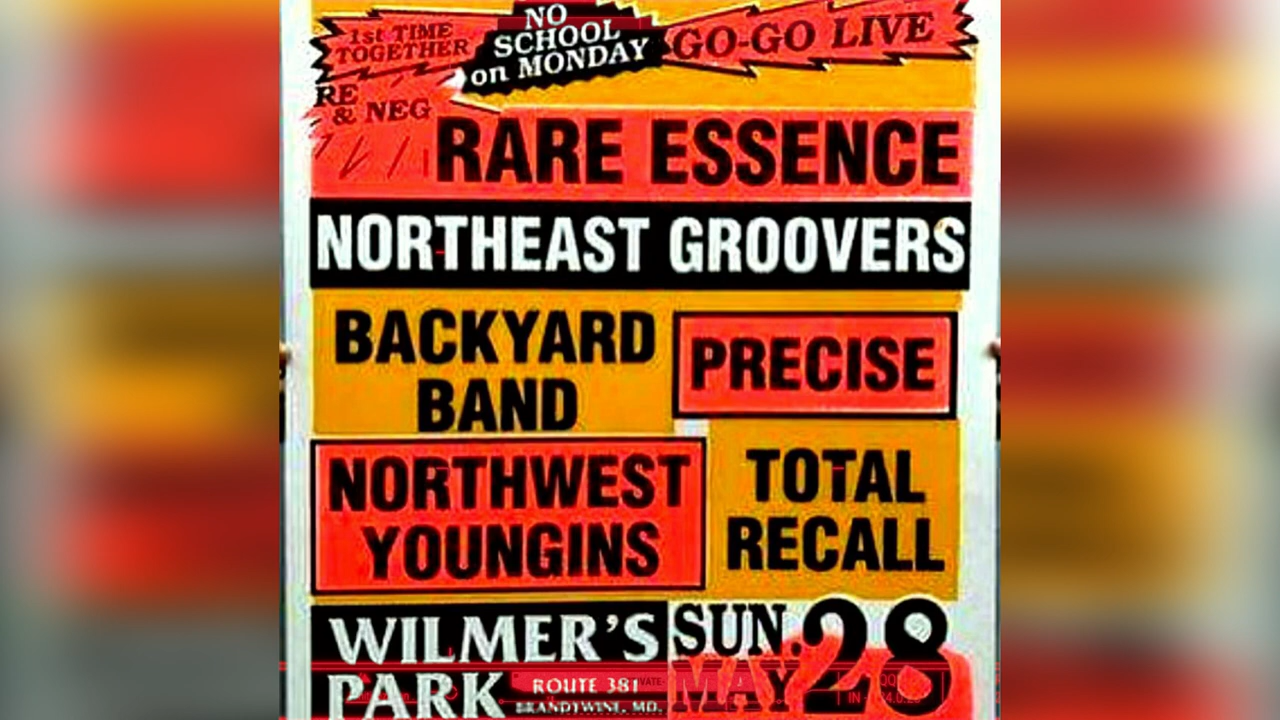 1st TIME
TOGETHER
NO
SCHOOL
on MONDAY
GO-GO LIVE
RE
& NEG
RARE ESSENCE
NORTHEAST GROOVERS
BACKYARD
BAND
PRECISE
NORTHWEST
YOUNGINS
TOTAL
RECALL
WILMER'S
PARK
ROUTE 381
BRANDYWINE, MD.
SUN.
MAY 28